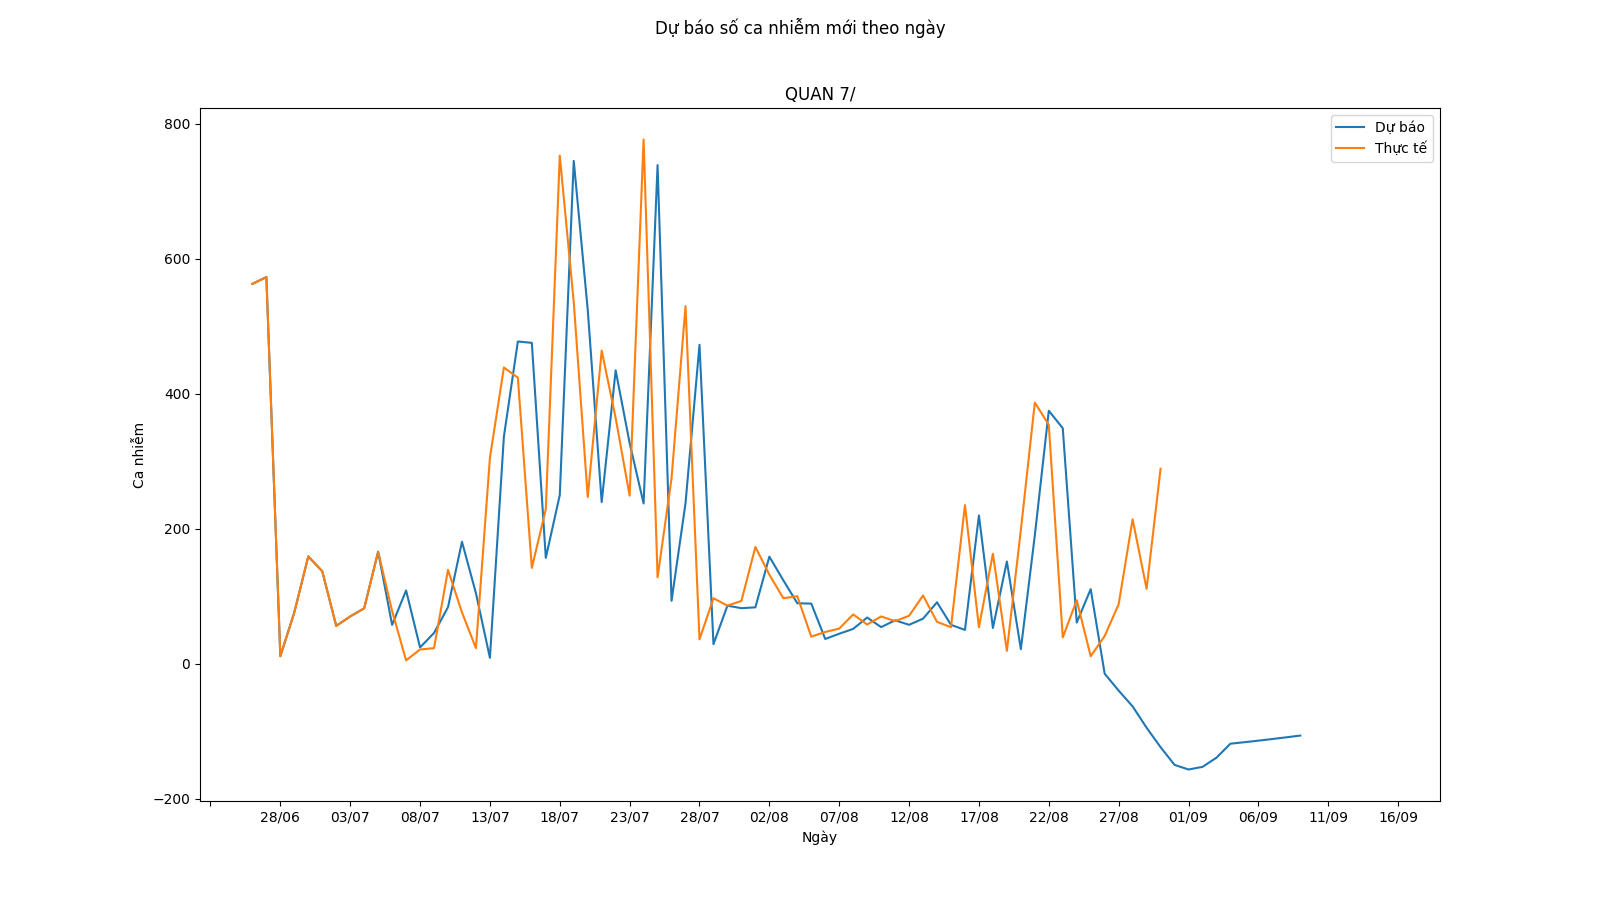 Dự báo số ca nhiễm mới theo ngày
QUAN 7/
Dự báo
Thực tế
800
600
400
200
0
−200
Ca nhiễm
28/06 03/07 08/07 13/07 18/07 23/07 28/07 02/08 07/08 12/08 17/08 22/08 27/08 01/09 06/09 11/09 16/09
Ngày